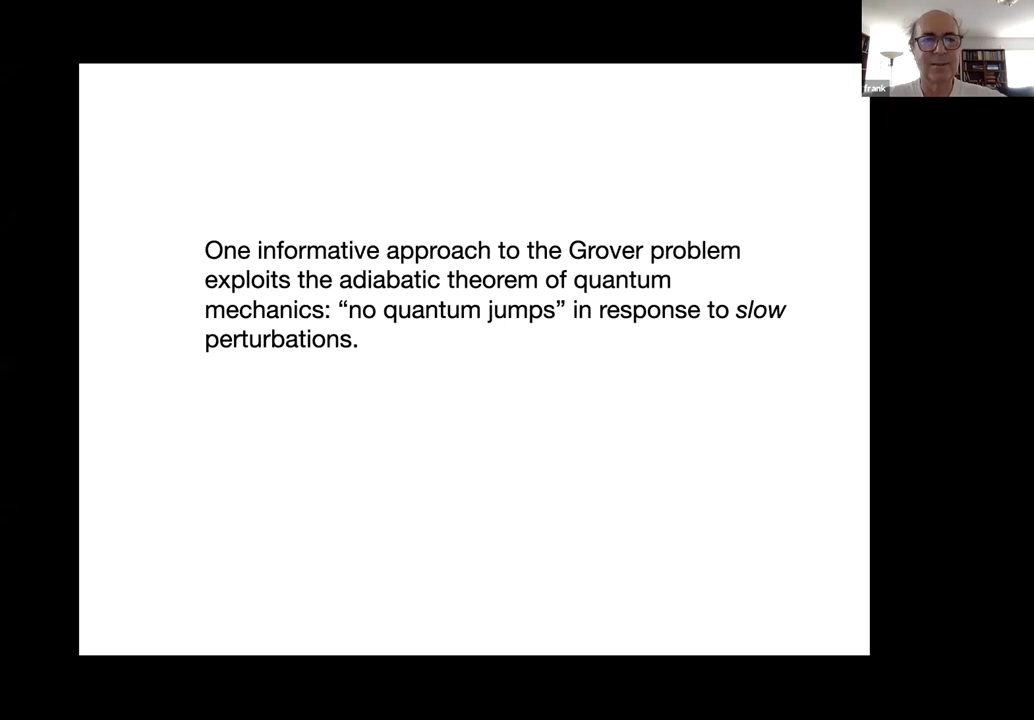 frank
One informative approach to the Grover problem
exploits the adiabatic theorem of quantum
mechanics: “no quantum jumps” in response to slow
perturbations.